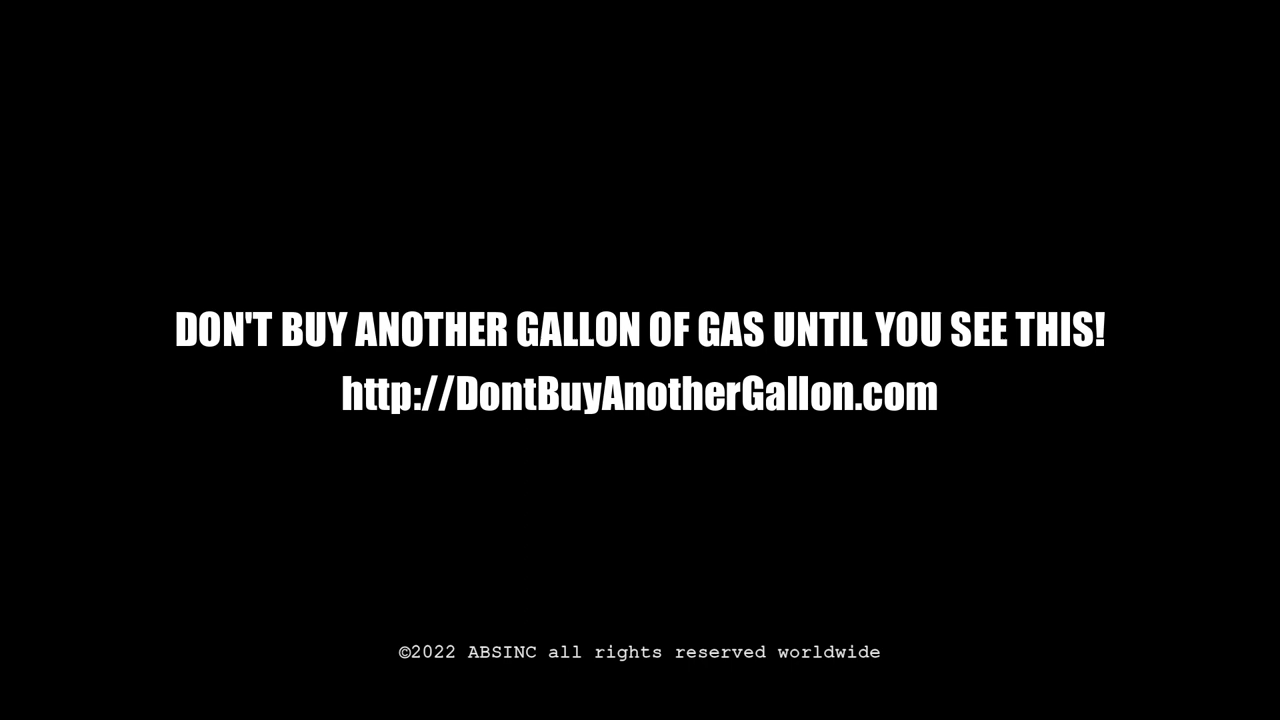 DON'T BUY ANOTHER GALLON OF GAS UNTIL YOU SEE THIS!
http://DontBuyAnotherGallon.com
©2022 ABSINC all rights reserved worldwide